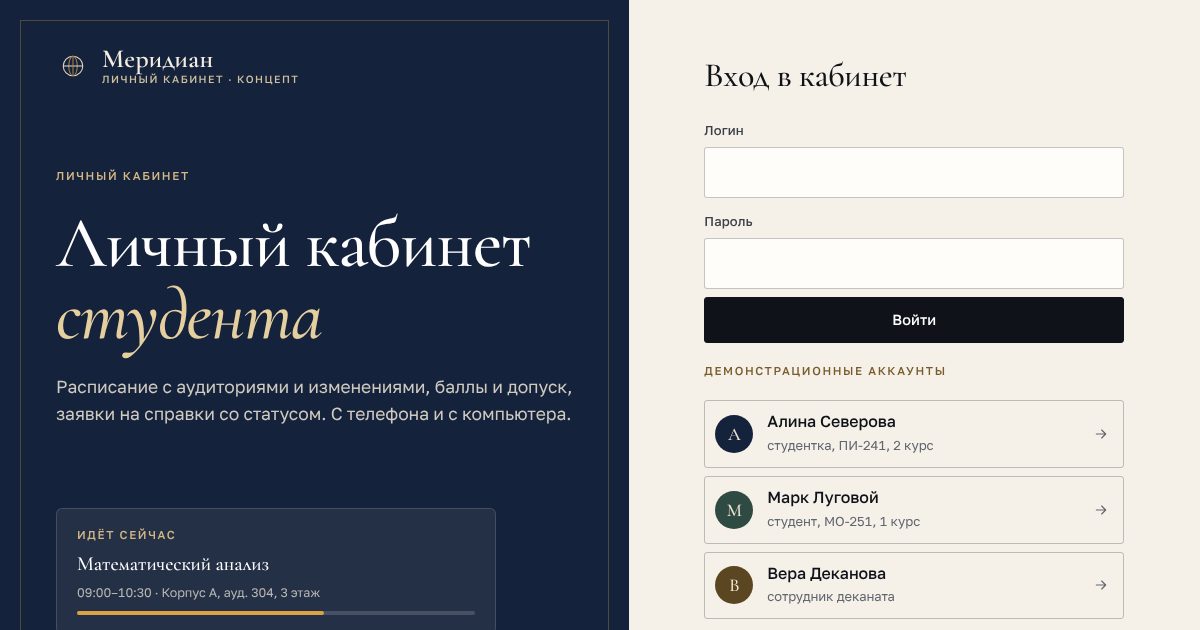 Меридиан
ЛИЧНЫЙ КАБИНЕТ · КОНЦЕПТ
ЛИЧНЫЙ КАБИНЕТ
Личный кабинет
студента
Расписание с аудиториями и изменениями, баллы и допуск,
заявки на справки со статусом. С телефона и с компьютера.
ИДЁТ СЕЙЧАС
Математический анализ
09:00–10:30 · Корпус А, ауд. 304, 3 этаж
Вход в кабинет
Логин
Пароль
Войти
ДЕМОНСТРАЦИОННЫЕ АККАУНТЫ
А
Алина Северова
студентка, ПИ-241, 2 курс
М
Марк Луговой
студент, МО-251, 1 курс
В
Вера Деканова
сотрудник деканата